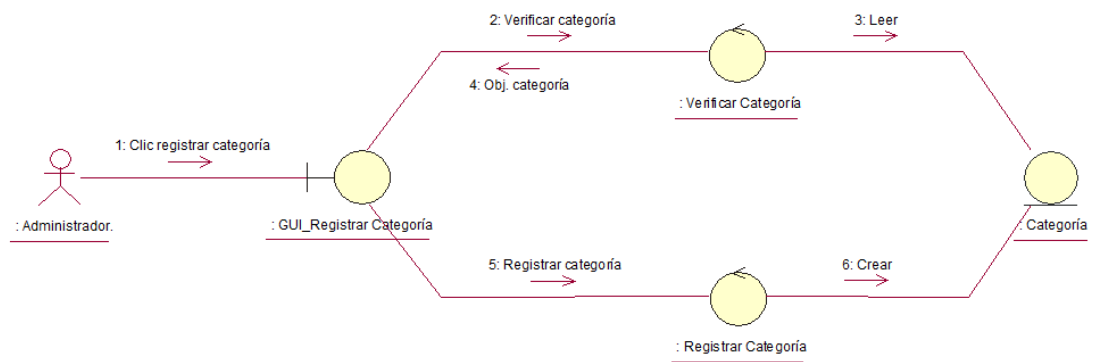 2: Verificar categoría
3: Leer
4: Obj. categoría
: Verificar Categoría
1: Clic registrar categoría
: Administrador.
: GUI_Registrar Categoría
: Categoría
5: Registrar categoría
6: Crear
: Registrar Categoría